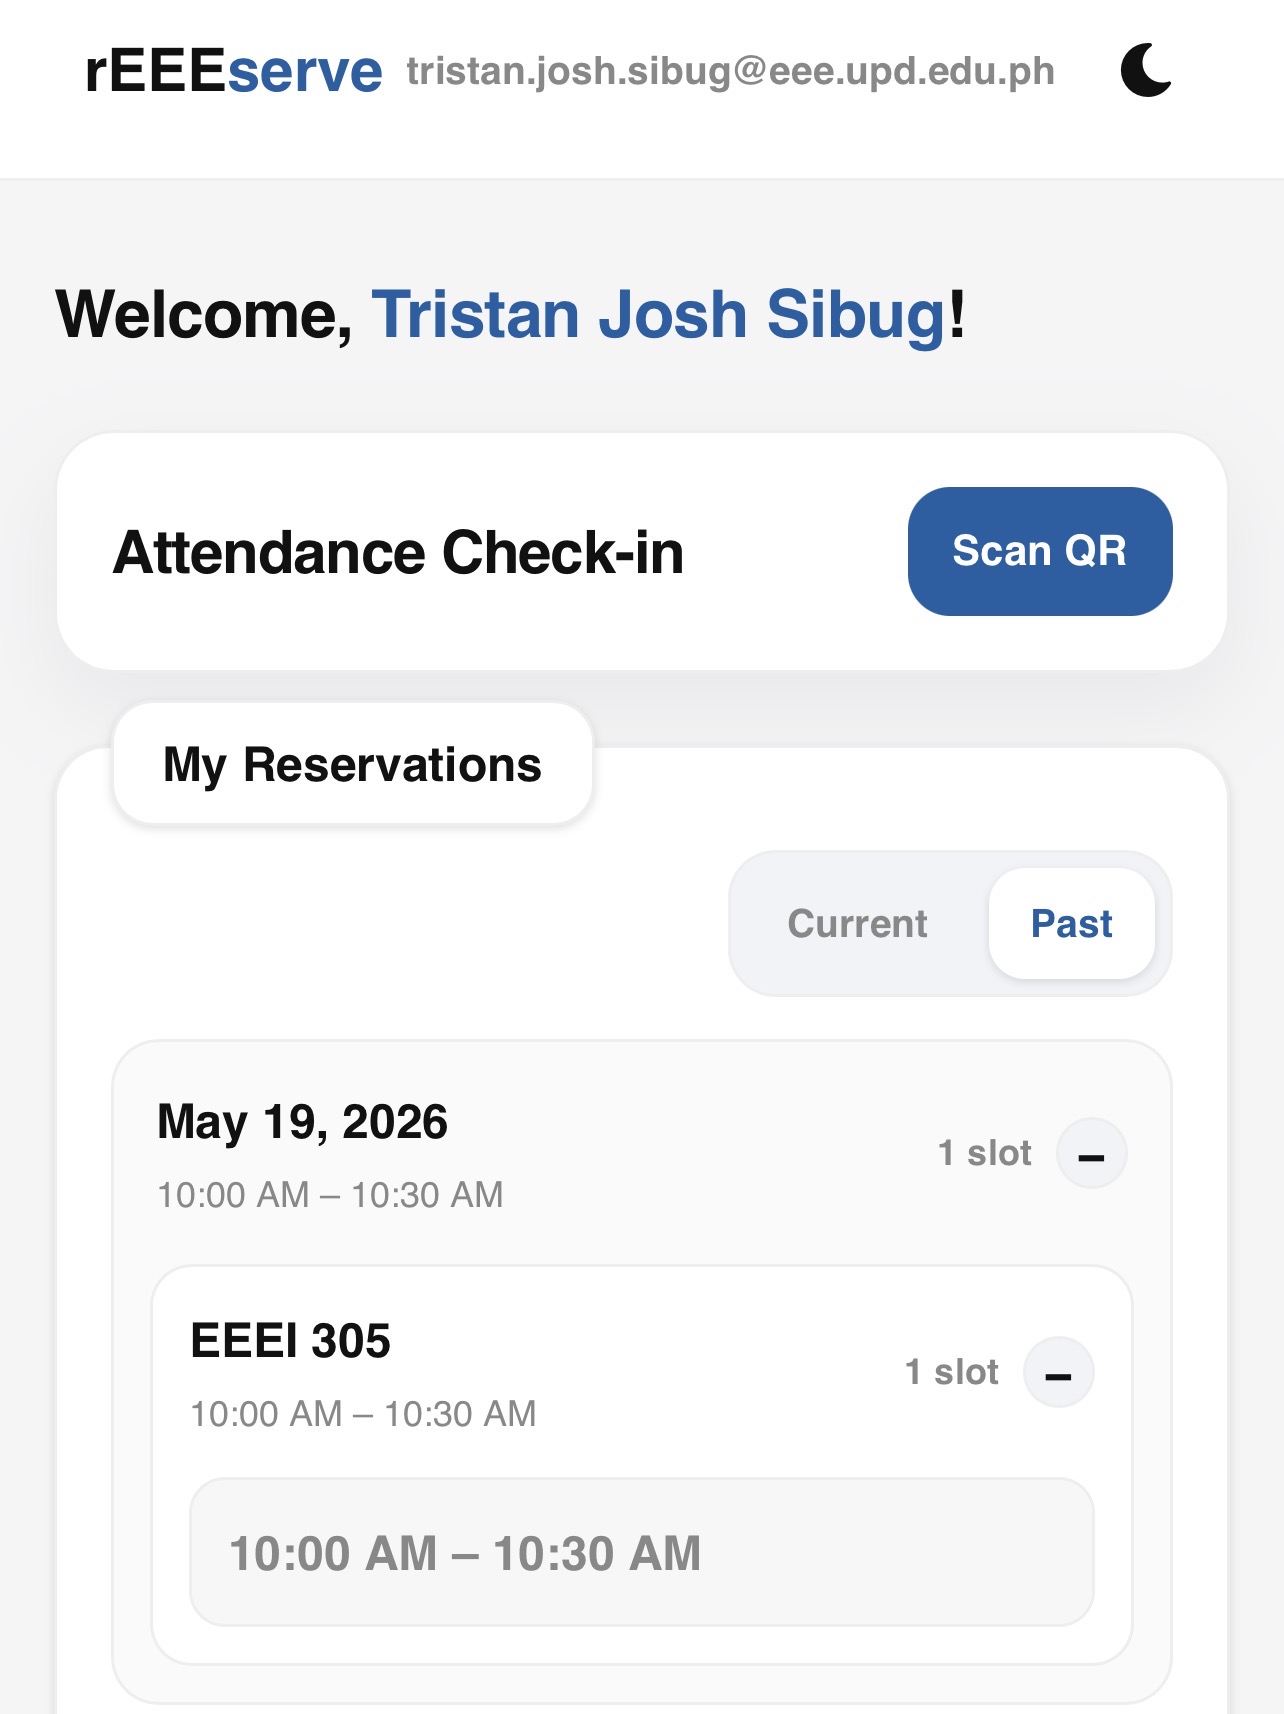 rEEEserve tristan.josh.sibug@eee.upd.edu.ph
Welcome, Tristan Josh Sibug!
Attendance Check-in
Scan QR
My Reservations
Current
Past
May 19, 2026
10:00 AM – 10:30 AM
1 slot
EEEI 305
10:00 AM – 10:30 AM
1 slot
10:00 AM – 10:30 AM